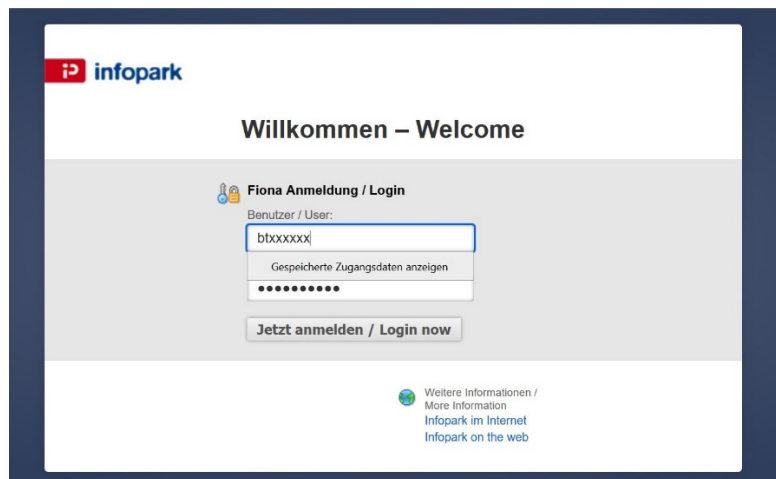 infopark
Willkommen – Welcome
Fiona Anmeldung / Login
Benutzer / User:
btxxxxxx
Gespeicherte Zugangsdaten anzeigen
••••••••••
Jetzt anmelden / Login now
Weitere Informationen /
More Information
Infopark im Internet
Infopark on the web